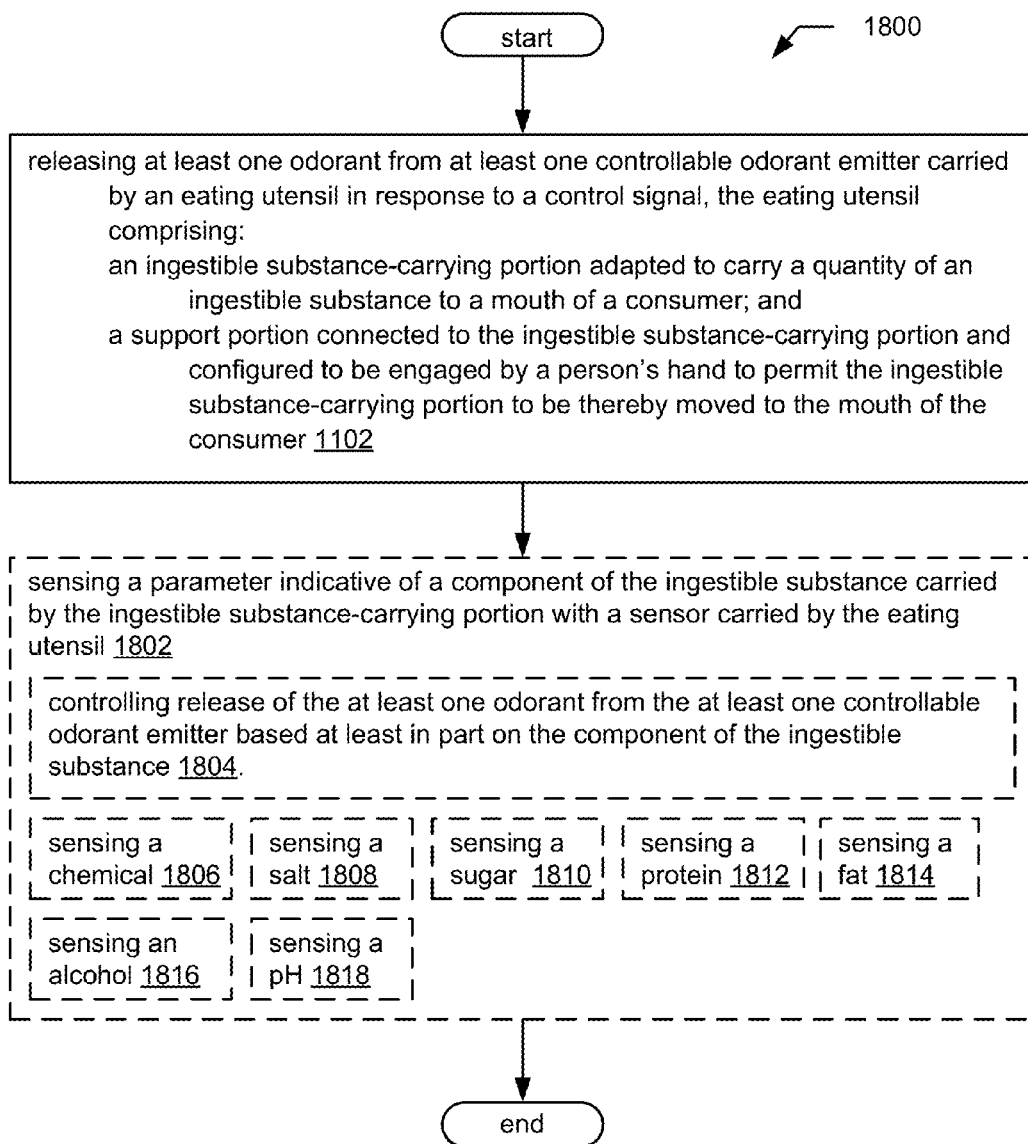 start
1800
releasing at least one odorant from at least one controllable odorant emitter carried
by an eating utensil in response to a control signal, the eating utensil
comprising:
an ingestible substance-carrying portion adapted to carry a quantity of an
ingestible substance to a mouth of a consumer; and
a support portion connected to the ingestible substance-carrying portion and
configured to be engaged by a person's hand to permit the ingestible
substance-carrying portion to be thereby moved to the mouth of the
consumer 1102
sensing a parameter indicative of a component of the ingestible substance carried
by the ingestible substance-carrying portion with a sensor carried by the eating
utensil 1802
controlling release of the at least one odorant from the at least one controllable
odorant emitter based at least in part on the component of the ingestible
substance 1804.
sensing a
chemical 1806
sensing a
salt 1808
sensing a
sugar 1810
sensing a
protein 1812
sensing a
fat 1814
sensing an
alcohol 1816
sensing a
pH 1818
end